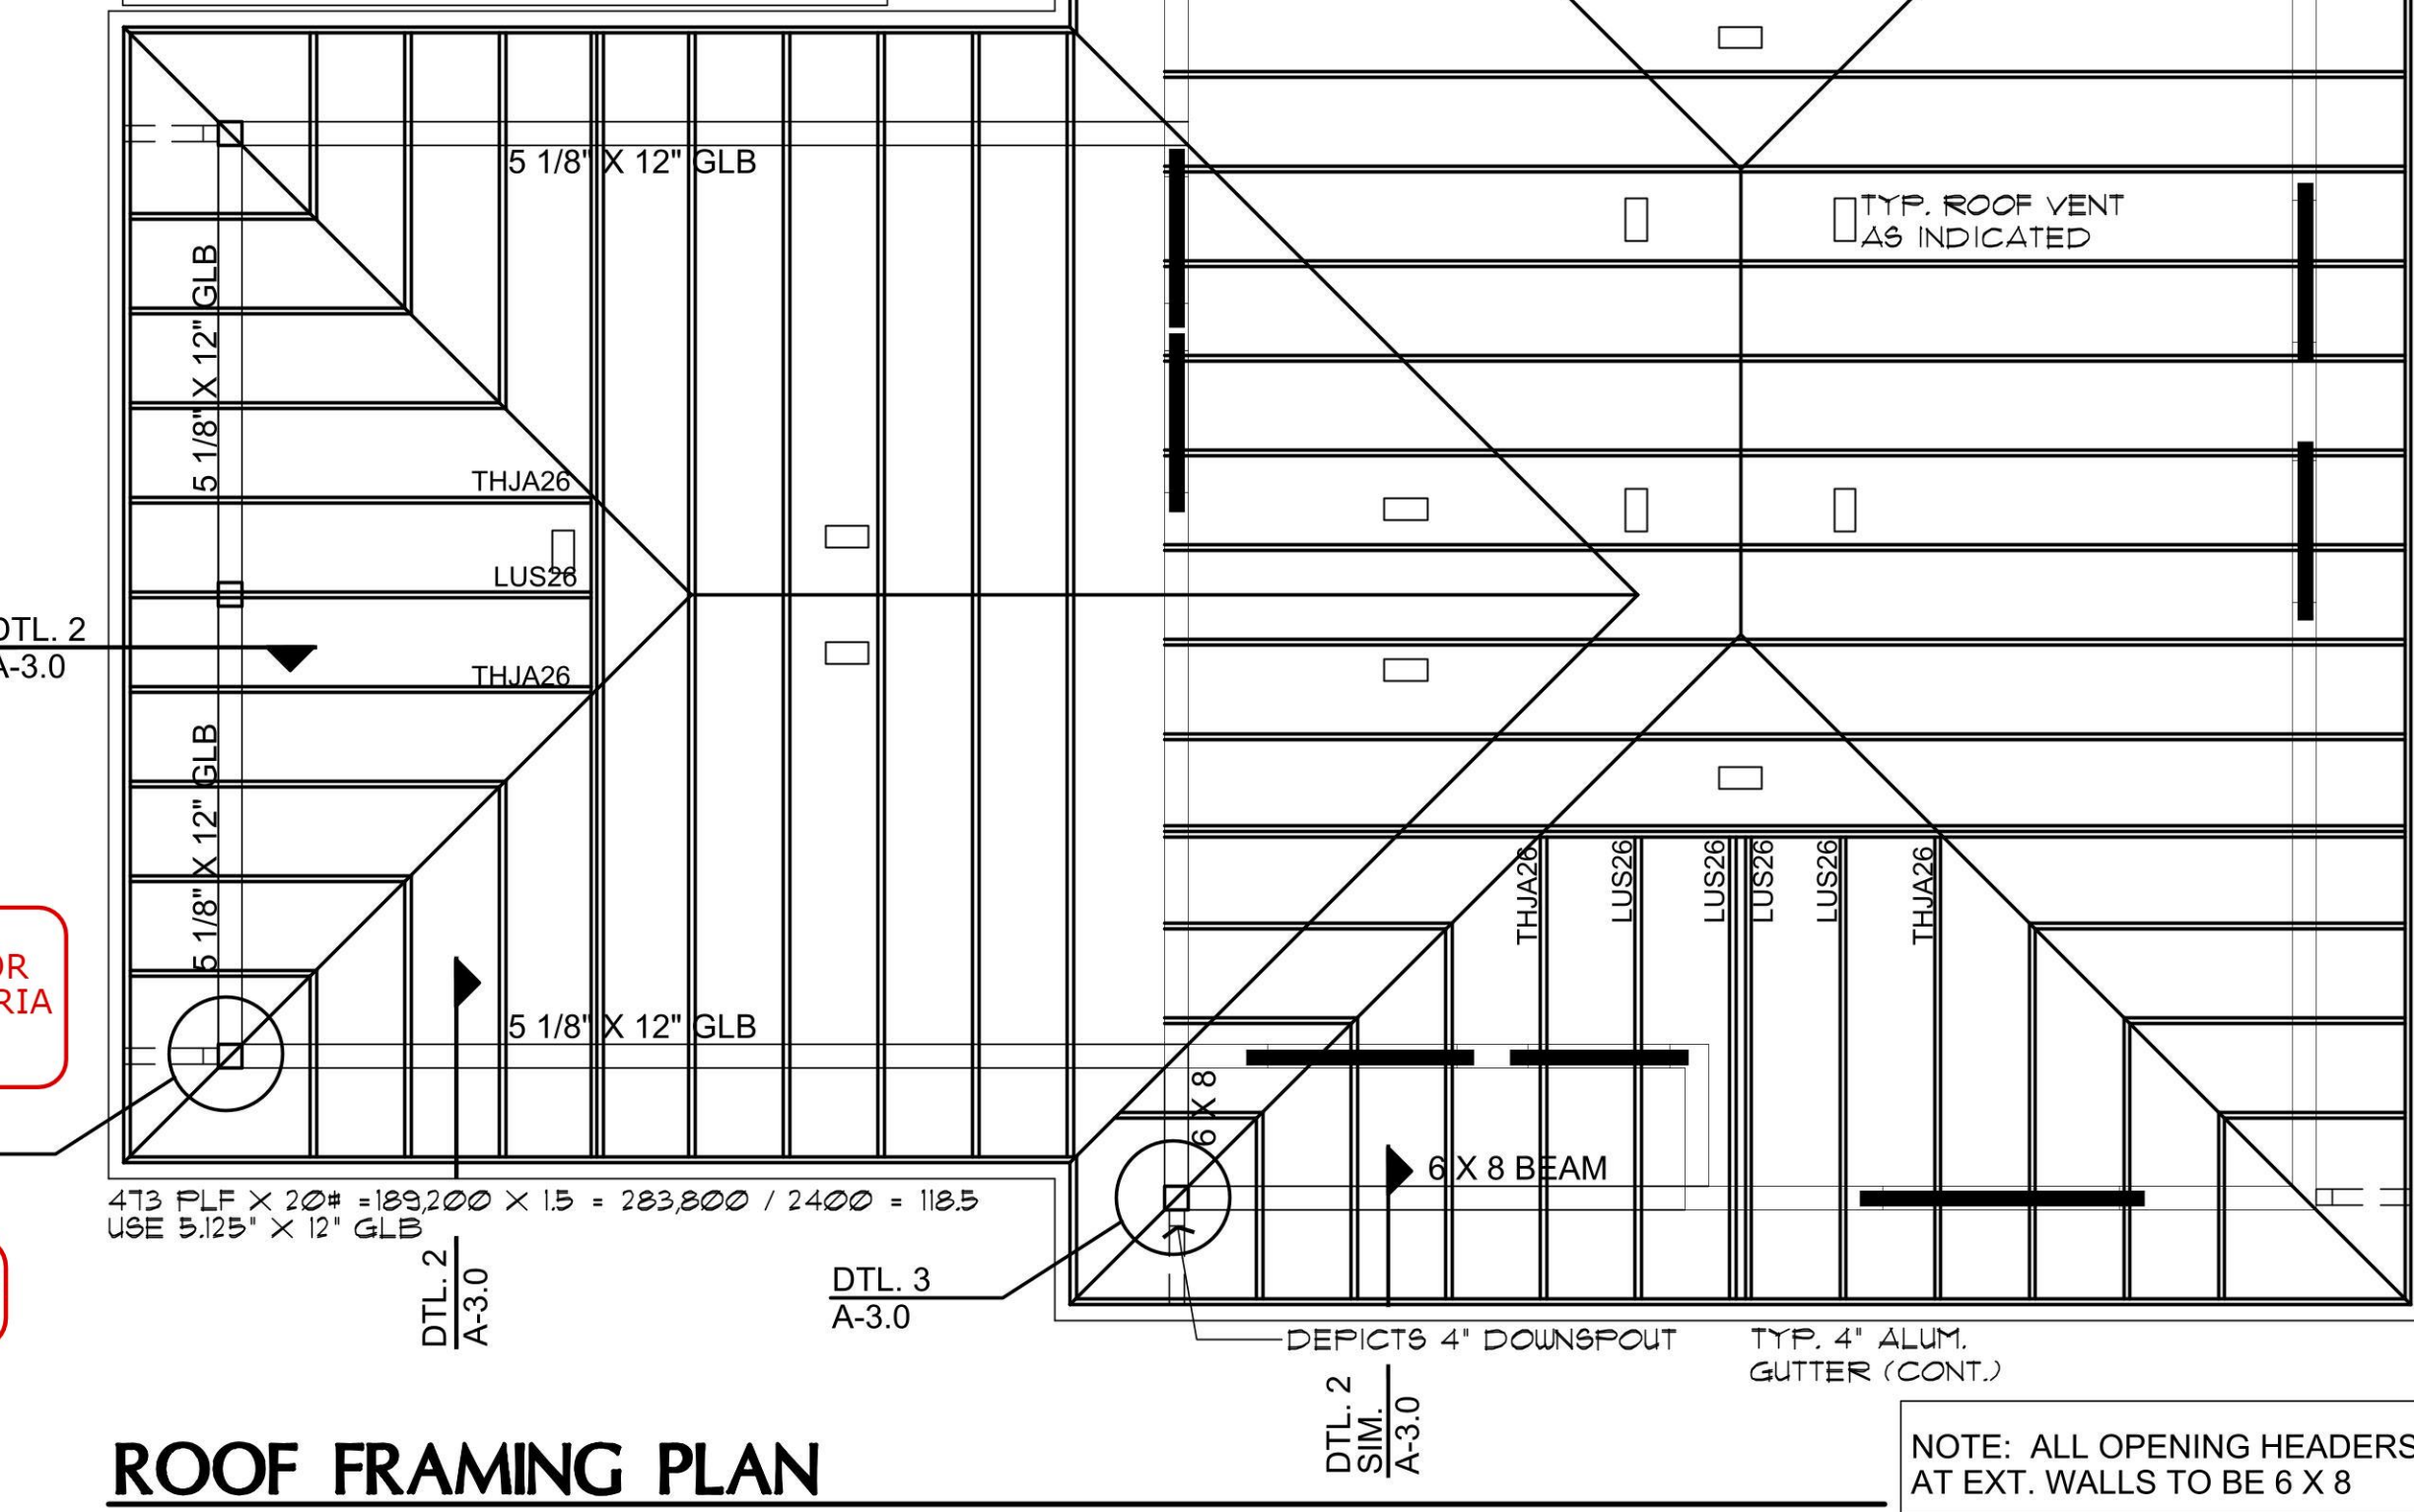 5 1/8" X 12" GLB
TYP. ROOF VENT
AS INDICATED
5 1/8" X 12" GLB
THJA26
LUS26
DTL. 2
A-3.0
THJA26
5 1/8" X 12" GLB
THJA26
LUS26
LUS26
LUS26
LUS26
THJA26
5 1/8" X 12" GLB
6 X 8
6 X 8 BEAM
473 PLF X 20# =189,200 X 1.5 = 283,800 / 2400 = 118.5
USE 5.125" X 12" GLB
DTL. 2
A-3.0
DTL. 3
A-3.0
DEPICTS 4" DOWNSPOUT
TYP. 4" ALUM.
GUTTER (CONT.)
DTL. 2
SIM.
A-3.0
ROOF FRAMING PLAN
NOTE: ALL OPENING HEADERS
AT EXT. WALLS TO BE 6 X 8